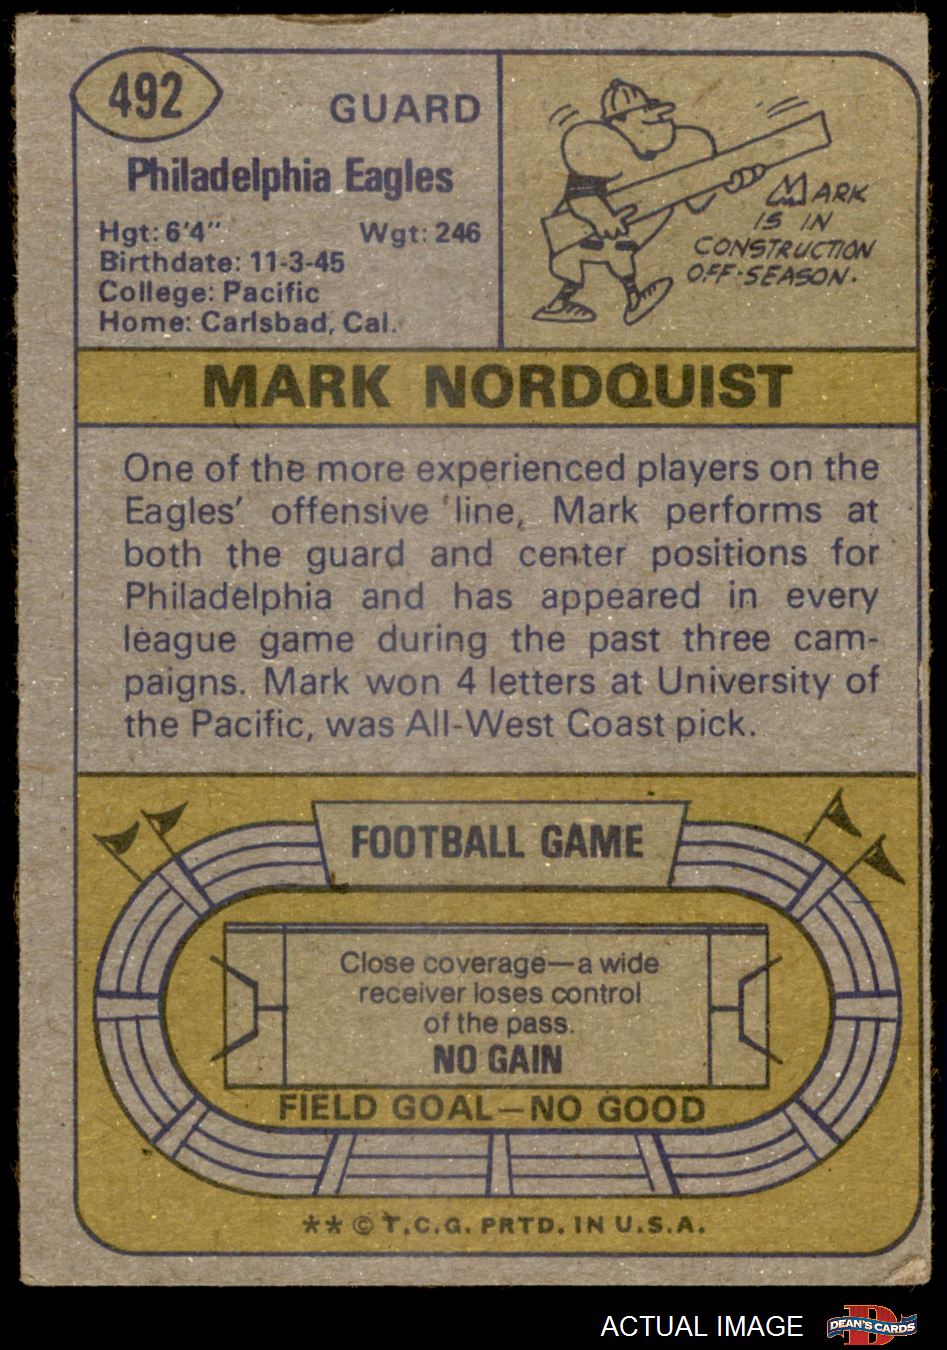 492
GUARD
Philadelphia Eagles
Hgt: 6'4"  Wgt: 246
Birthdate: 11-3-45
College: Pacific
Home: Carlsbad, Cal.
MARK
IS IN
CONSTRUCTION
OFF-SEASON.
MARK NORDQUIST
One of the more experienced players on the
Eagles' offensive line, Mark performs at
both the guard and center positions for
Philadelphia and has appeared in every
league game during the past three cam-
paigns. Mark won 4 letters at University of
the Pacific, was All-West Coast pick.
FOOTBALL GAME
Close coverage—a wide
receiver loses control
of the pass.
NO GAIN
FIELD GOAL—NO GOOD
** © T.C.G. PRTD. IN U.S.A.
ACTUAL IMAGE
DEAN'S CARDS